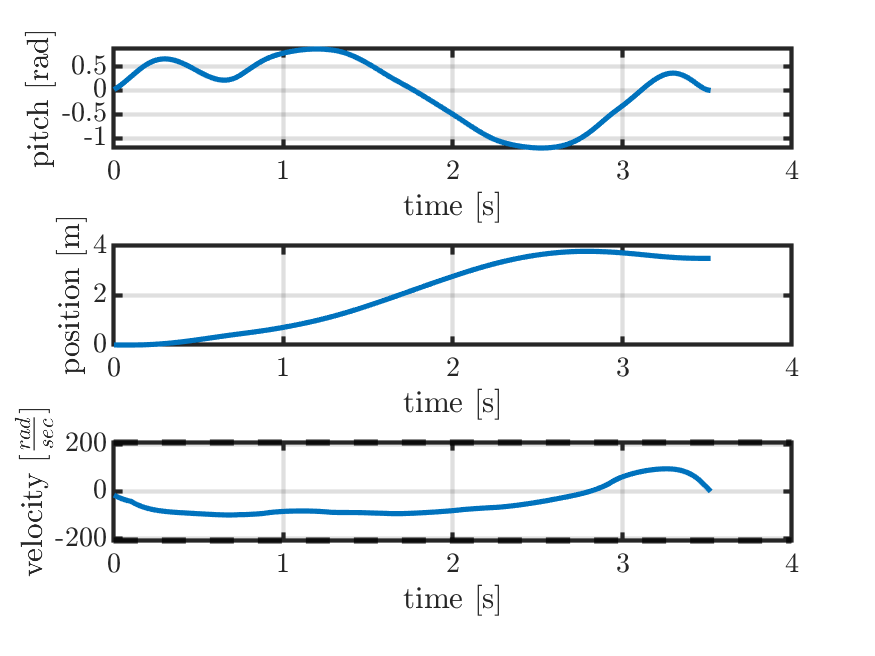 pitch [rad]
0.5
0
-0.5
-1
0 1 2 3 4
time [s]
position [m]
4
2
0
0 1 2 3 4
time [s]
velocity [rad/sec]
200
0
-200
0 1 2 3 4
time [s]